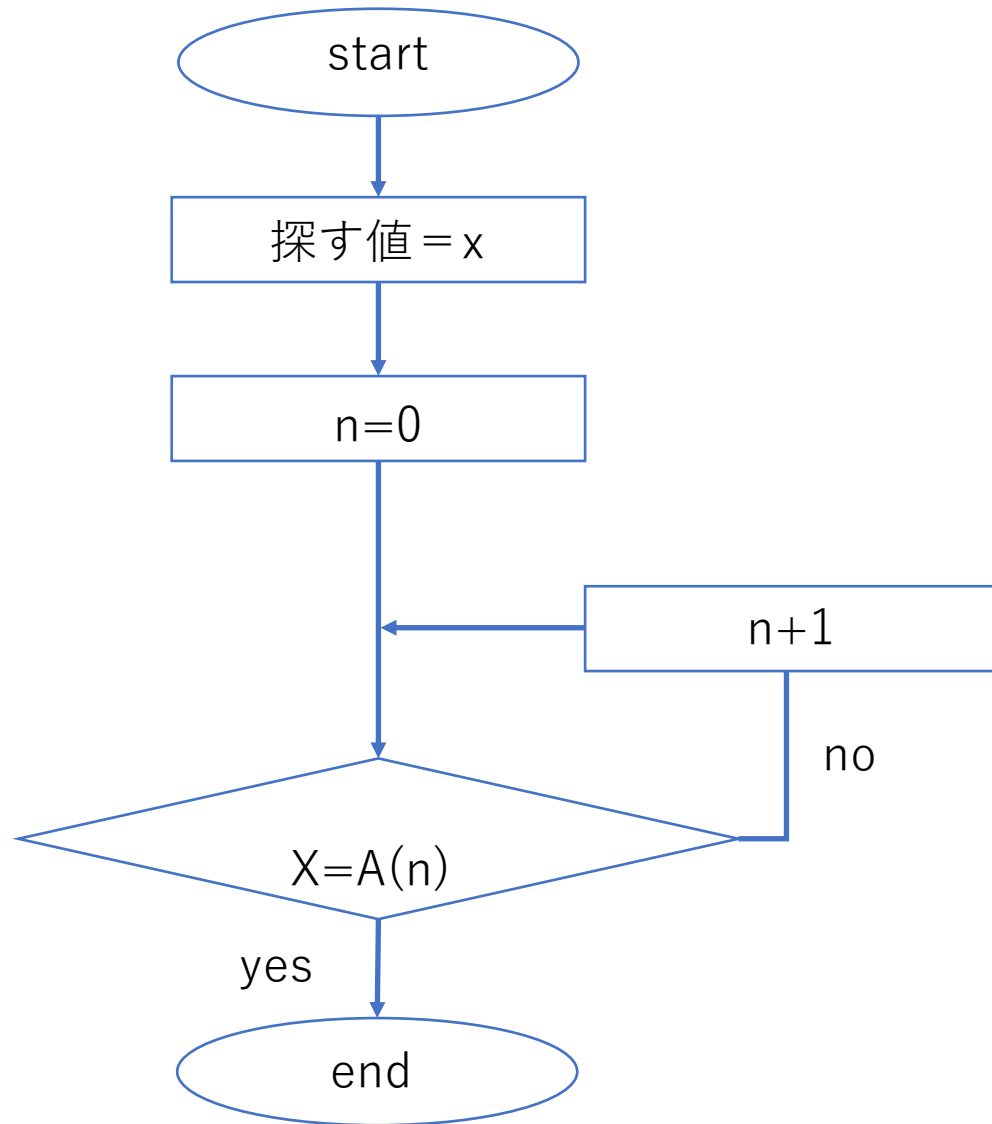 start
探す値＝x
n=0
n+1
no
X=A(n)
yes
end